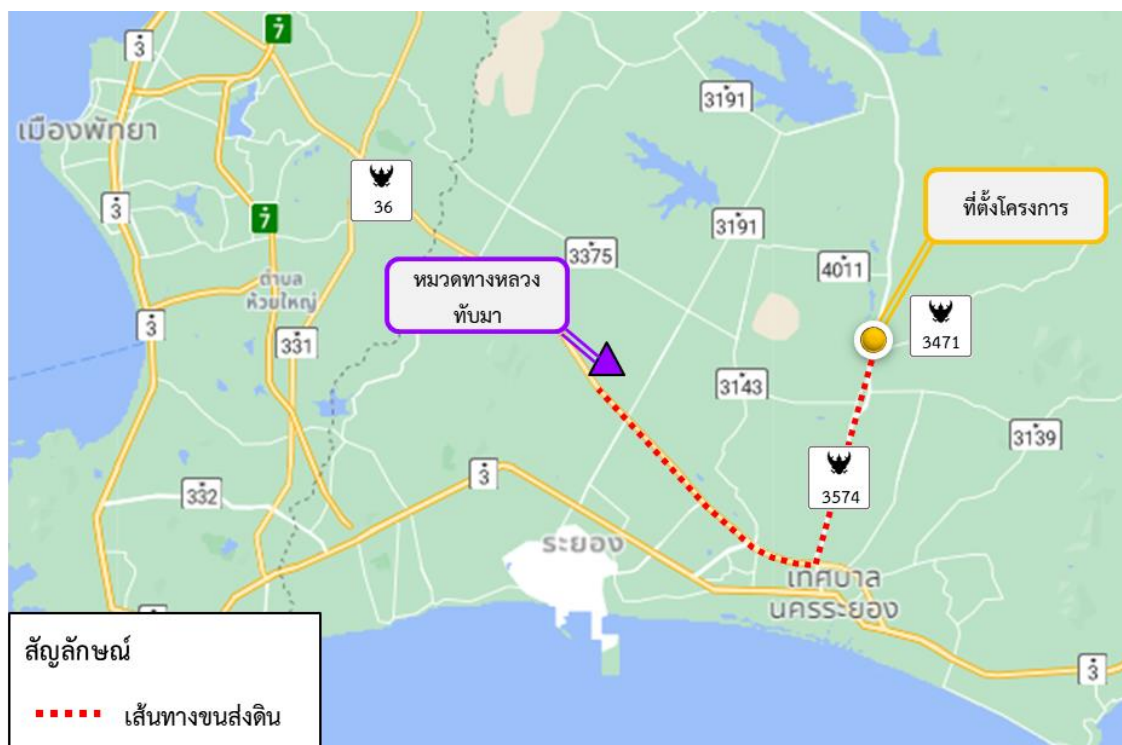 3
7
3191
เมืองพัทยา
36
3
7
ที่ตั้งโครงการ
3191
3375
4011
หมวดทางหลวง
ทับมา
ตำบล
ห้วยใหญ่
3
331
3471
3143
3139
3
332
3574
ระยอง
เทศบาล
นครระยอง
3
3
สัญลักษณ์
เส้นทางขนส่งดิน